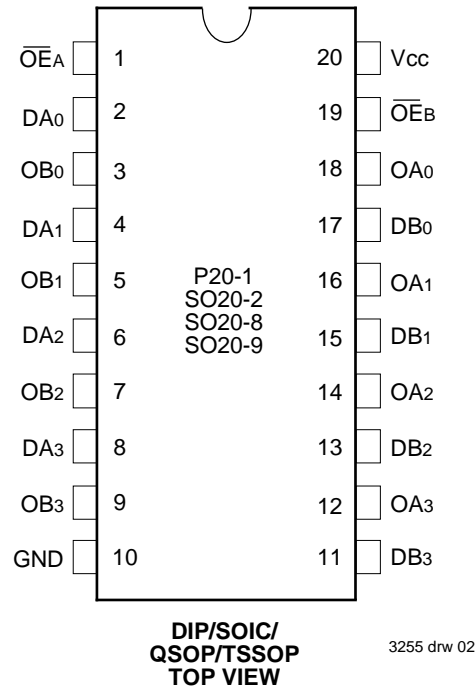 O̅E̅A 1 20 Vcc
DA0 2 19 O̅E̅B
OB0 3 18 OA0
DA1 4 17 DB0
OB1 5 16 OA1
DA2 6 15 DB1
OB2 7 14 OA2
DA3 8 13 DB2
OB3 9 12 OA3
GND 10 11 DB3
P20-1
SO20-2
SO20-8
SO20-9
DIP/SOIC/
QSOP/TSSOP
TOP VIEW
3255 drw 02